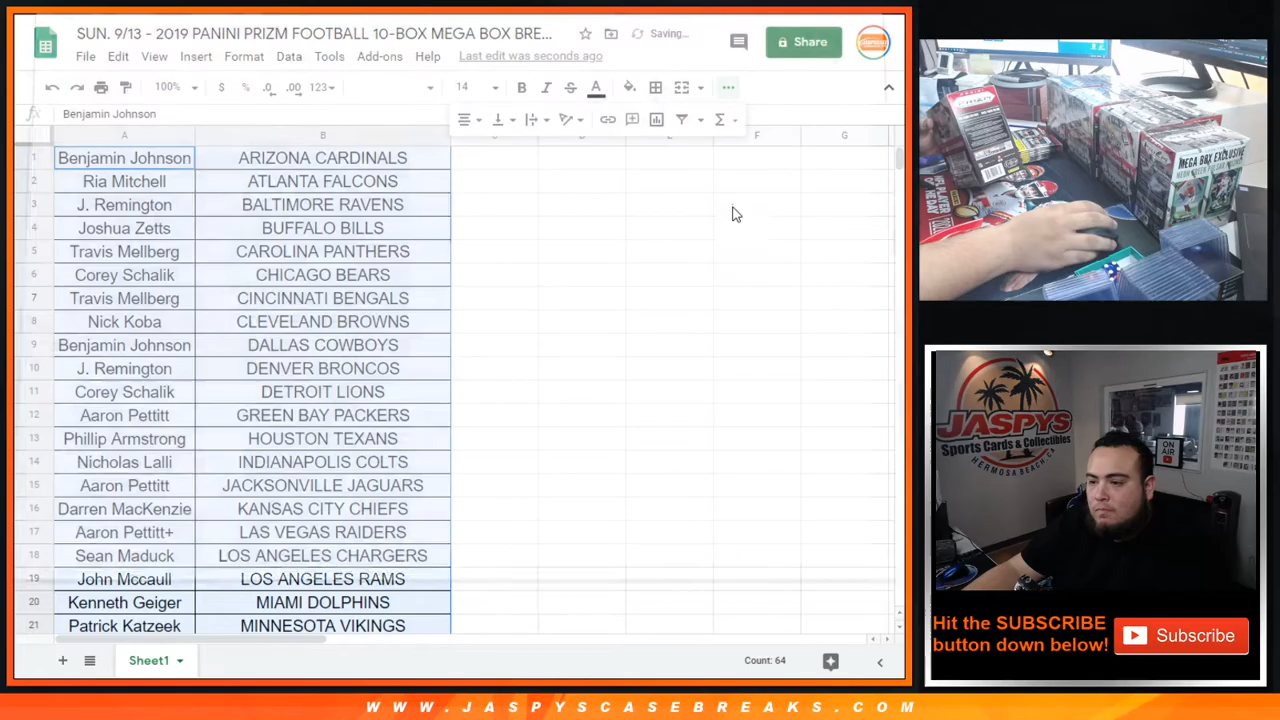 SUN. 9/13 - 2019 PANINI PRIZM FOOTBALL 10-BOX MEGA BOX BRE...
Saving...
Share
File Edit View Insert Format Data Tools Add-ons Help Last edit was seconds ago
100% $ % .0 .00 123 14 B I S A
fx Benjamin Johnson
A B F G
1 Benjamin Johnson ARIZONA CARDINALS
2 Ria Mitchell ATLANTA FALCONS
3 J. Remington BALTIMORE RAVENS
4 Joshua Zetts BUFFALO BILLS
5 Travis Mellberg CAROLINA PANTHERS
6 Corey Schalik CHICAGO BEARS
7 Travis Mellberg CINCINNATI BENGALS
8 Nick Koba CLEVELAND BROWNS
9 Benjamin Johnson DALLAS COWBOYS
10 J. Remington DENVER BRONCOS
11 Corey Schalik DETROIT LIONS
12 Aaron Pettitt GREEN BAY PACKERS
13 Phillip Armstrong HOUSTON TEXANS
14 Nicholas Lalli INDIANAPOLIS COLTS
15 Aaron Pettitt JACKSONVILLE JAGUARS
16 Darren MacKenzie KANSAS CITY CHIEFS
17 Aaron Pettitt+ LAS VEGAS RAIDERS
18 Sean Maduck LOS ANGELES CHARGERS
19 John Mccaull LOS ANGELES RAMS
20 Kenneth Geiger MIAMI DOLPHINS
21 Patrick Katzeek MINNESOTA VIKINGS
Sheet1
Count: 64
PRIZM
MEGA BOX EXCLUSIVE
NFL PLAYER
JASPYS
Sports Cards & Collectibles
HERMOSA BEACH, CA
ON AIR
Hit the SUBSCRIBE
button down below!
Subscribe
WWW.JASPYSCASEBREAKS.COM